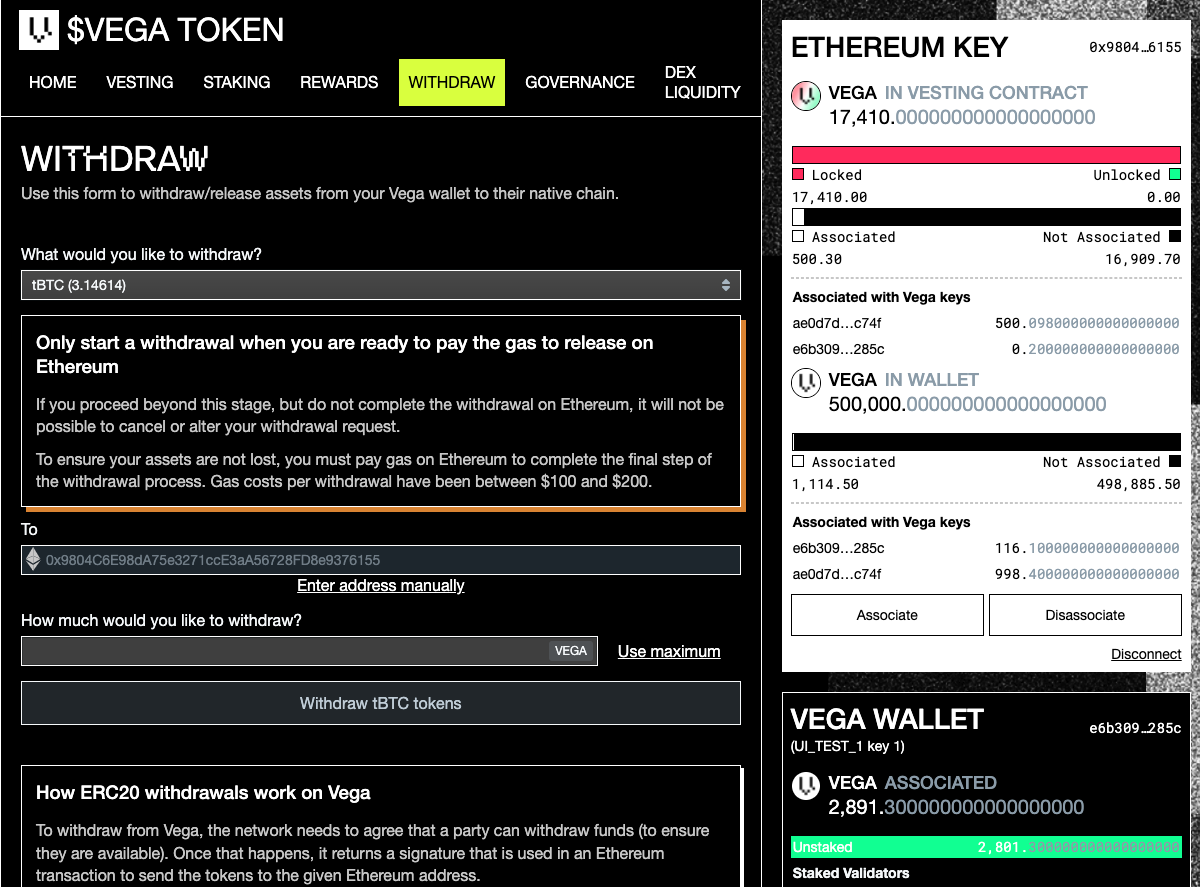 $VEGA TOKEN
HOME VESTING STAKING REWARDS WITHDRAW GOVERNANCE DEX LIQUIDITY
WITHDRAW
Use this form to withdraw/release assets from your Vega wallet to their native chain.
What would you like to withdraw?
tBTC (3.14614)
Only start a withdrawal when you are ready to pay the gas to release on
Ethereum
If you proceed beyond this stage, but do not complete the withdrawal on Ethereum, it will not be
possible to cancel or alter your withdrawal request.
To ensure your assets are not lost, you must pay gas on Ethereum to complete the final step of
the withdrawal process. Gas costs per withdrawal have been between $100 and $200.
To
0x9804C6E98dA75e3271ccE3aA56728FD8e9376155
Enter address manually
How much would you like to withdraw?
VEGA
Use maximum
Withdraw tBTC tokens
How ERC20 withdrawals work on Vega
To withdraw from Vega, the network needs to agree that a party can withdraw funds (to ensure
they are available). Once that happens, it returns a signature that is used in an Ethereum
transaction to send the tokens to the given Ethereum address.
ETHEREUM KEY 0x9804…6155
VEGA IN VESTING CONTRACT
17,410.000000000000000000
Locked Unlocked
17,410.00 0.00
Associated Not Associated
500.30 16,909.70
Associated with Vega keys
ae0d7d…c74f 500.098000000000000000
e6b309…285c 0.200000000000000000
VEGA IN WALLET
500,000.000000000000000000
Associated Not Associated
1,114.50 498,885.50
Associated with Vega keys
e6b309…285c 116.100000000000000000
ae0d7d…c74f 998.400000000000000000
Associate Disassociate
Disconnect
VEGA WALLET e6b309…285c
(UI_TEST_1 key 1)
VEGA ASSOCIATED
2,891.300000000000000000
Unstaked 2,801.300000000000000000
Staked Validators